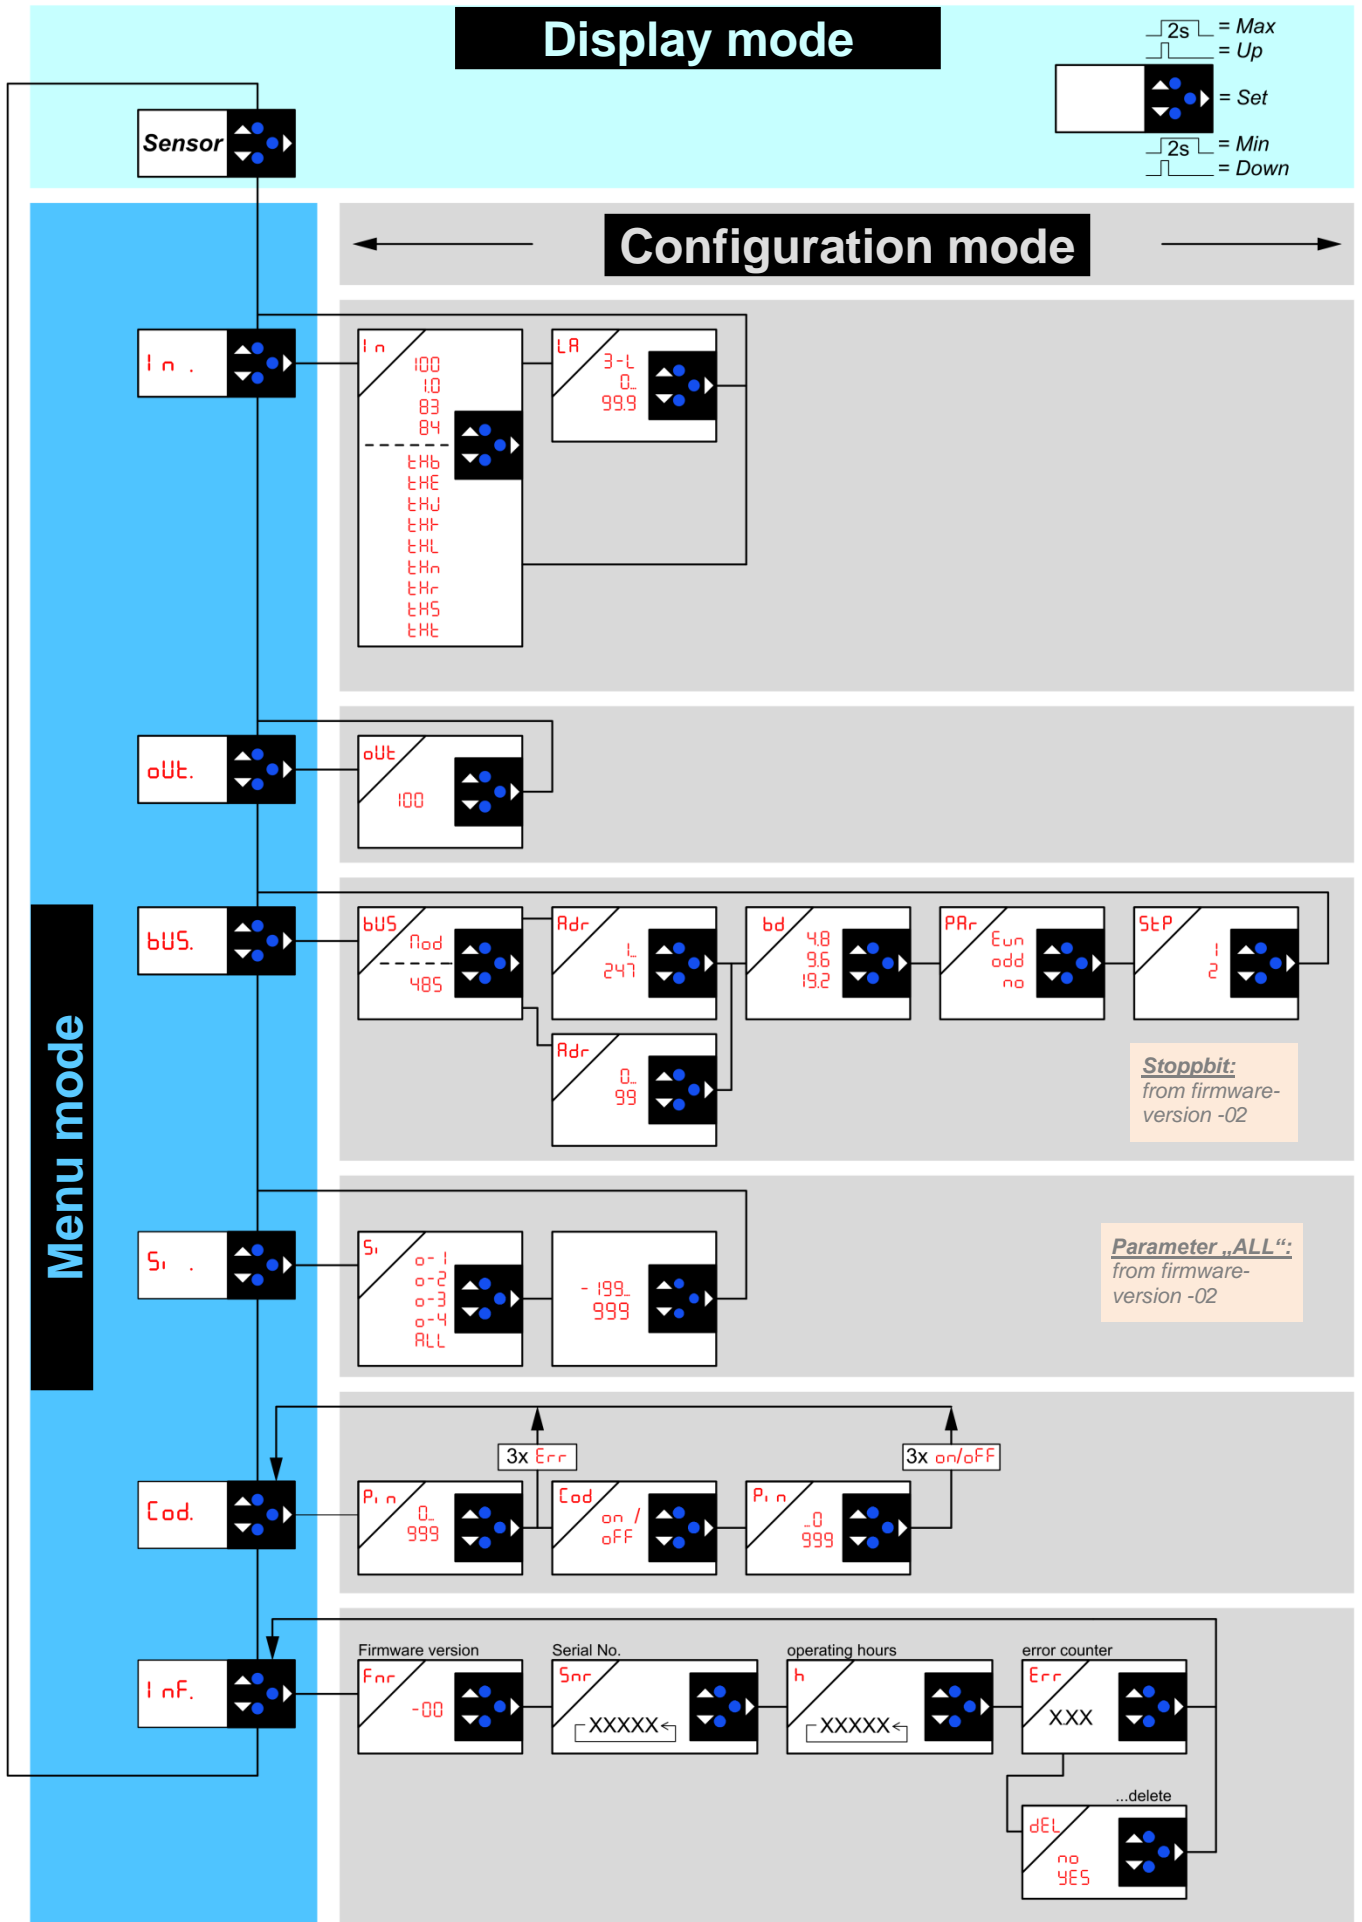 Display mode
2s = Max
= Up
= Set
2s = Min
= Down
Sensor
Configuration mode
Menu mode
In .
In
100
1.0
83
84
tHb
tHE
tHJ
tHt
tHL
tHn
tHr
tHS
tHt
LA
3-L
0...
99.9
oUt.
oUt
100
bUS.
bUS
Mod
485
Adr
1...
247
Adr
0...
99
bd
4.8
9.6
19.2
PAr
Eun
odd
no
StP
1
2
Stoppbit:
from firmware-
version -02
Si .
Si
o-1
o-2
o-3
o-4
ALL
-199...
999
Parameter „ALL“:
from firmware-
version -02
Cod.
Pin
0...
999
3x Err
Cod
on /
oFF
Pin
...0
999
3x on/oFF
InF.
Firmware version
Fnr
-00
Serial No.
Snr
XXXXX
operating hours
h
XXXXX
error counter
Err
X.XX
...delete
dEL
no
YES